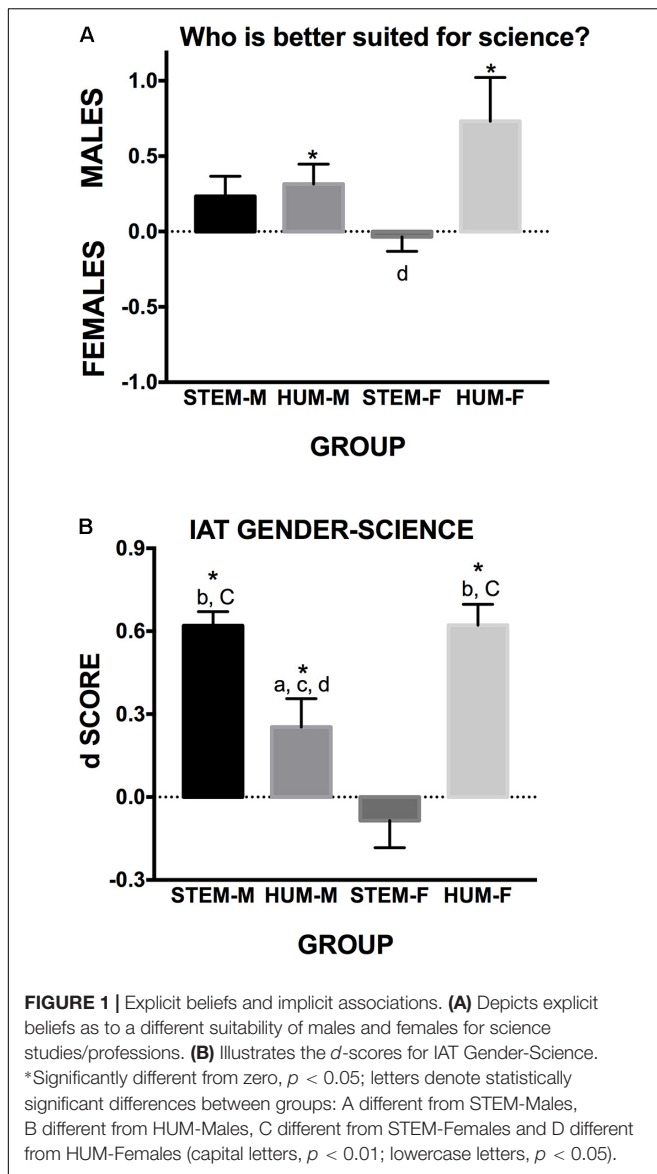 A
Who is better suited for science?
MALES
FEMALES
1.0
0.5
0.0
-0.5
-1.0
*
*
d
STEM-M HUM-M STEM-F HUM-F
GROUP
B
IAT GENDER-SCIENCE
d SCORE
0.9
0.6
0.3
0.0
-0.3
*
b, C
*
a, c, d
*
b, C
STEM-M HUM-M STEM-F HUM-F
GROUP
FIGURE 1 | Explicit beliefs and implicit associations. (A) Depicts explicit
beliefs as to a different suitability of males and females for science
studies/professions. (B) Illustrates the d-scores for IAT Gender-Science.
*Significantly different from zero, p < 0.05; letters denote statistically
significant differences between groups: A different from STEM-Males,
B different from HUM-Males, C different from STEM-Females and D different
from HUM-Females (capital letters, p < 0.01; lowercase letters, p < 0.05).